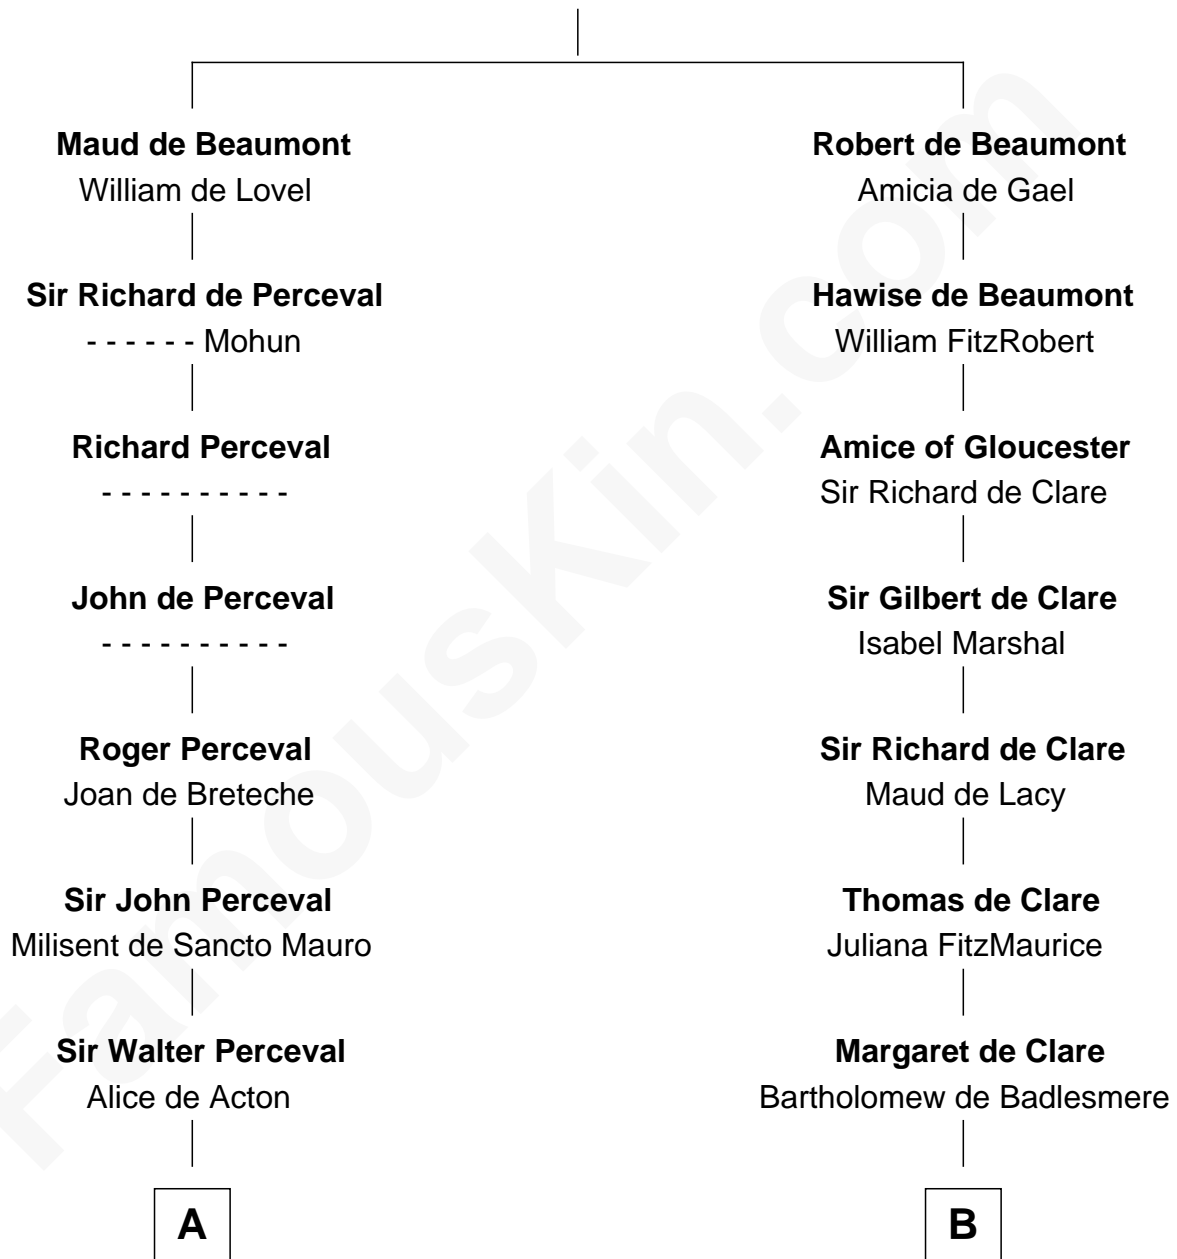 Maud de Beaumont
William de Lovel
Sir Richard de Perceval
- - - - - - Mohun
Richard Perceval
- - - - - - - - - -
John de Perceval
- - - - - - - - - -
Roger Perceval
Joan de Breteche
Sir John Perceval
Milisent de Sancto Mauro
Sir Walter Perceval
Alice de Acton
A
Robert de Beaumont
Amicia de Gael
Hawise de Beaumont
William FitzRobert
Amice of Gloucester
Sir Richard de Clare
Sir Gilbert de Clare
Isabel Marshal
Sir Richard de Clare
Maud de Lacy
Thomas de Clare
Juliana FitzMaurice
Margaret de Clare
Bartholomew de Badlesmere
B
FamousKin.com